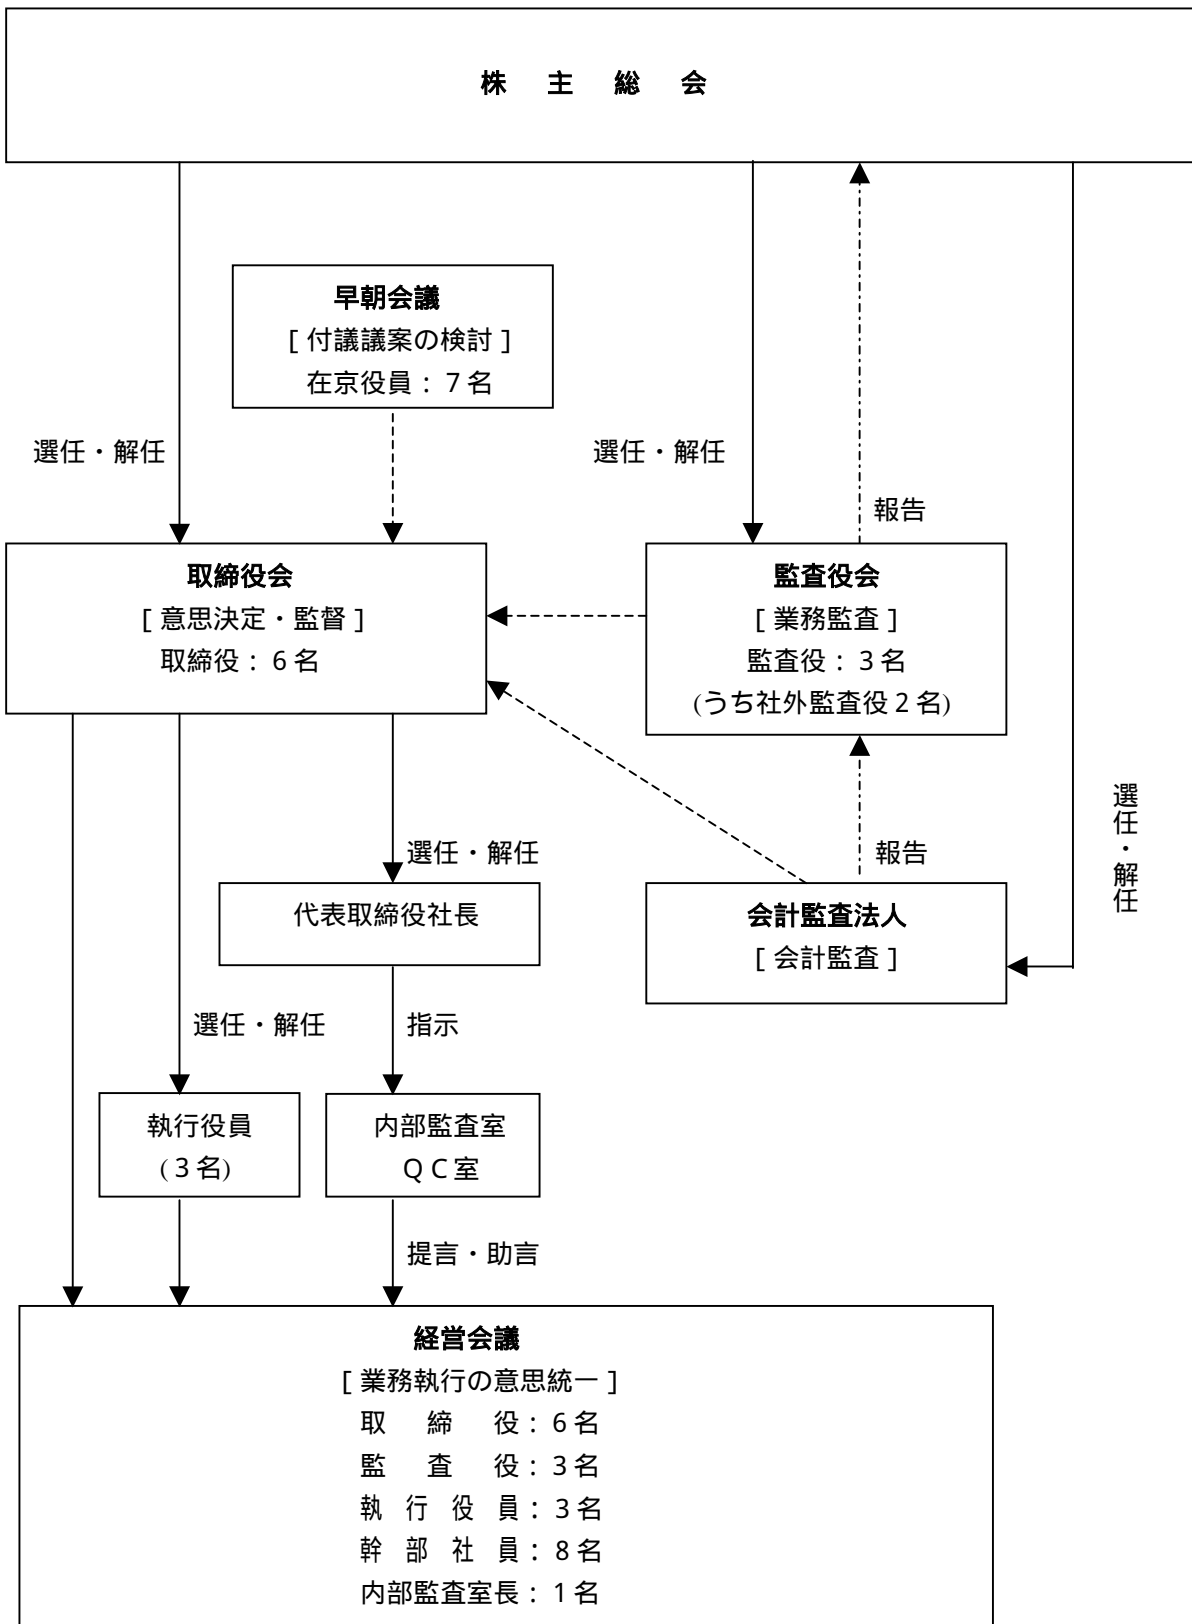 株 主 総 会
早朝会議
[ 付議議案の検討 ]
在京役員：7名
選任・解任
選任・解任
報告
取締役会
[ 意思決定・監督 ]
取締役：6名
監査役会
[ 業務監査 ]
監査役：3名
(うち社外監査役2名)
選任・解任
選任・解任
報告
代表取締役社長
会計監査法人
[ 会計監査 ]
選任・解任
指示
執行役員
(3名)
内部監査室
ＱＣ室
提言・助言
経営会議
[ 業務執行の意思統一 ]
取 締 役：6名
監 査 役：3名
執 行 役 員：3名
幹 部 社 員：8名
内部監査室長：1名